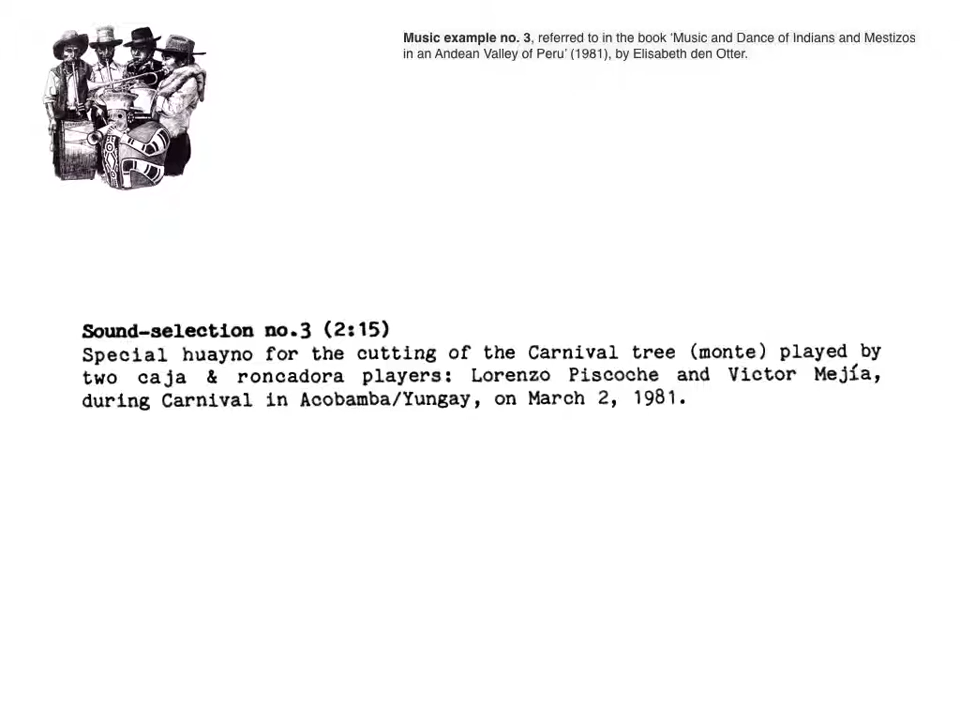 Music example no. 3, referred to in the book ‘Music and Dance of Indians and Mestizos
in an Andean Valley of Peru’ (1981), by Elisabeth den Otter.
Sound-selection no.3 (2:15)
Special huayno for the cutting of the Carnival tree (monte) played by
two caja & roncadora players: Lorenzo Piscoche and Victor Mejía,
during Carnival in Acobamba/Yungay, on March 2, 1981.